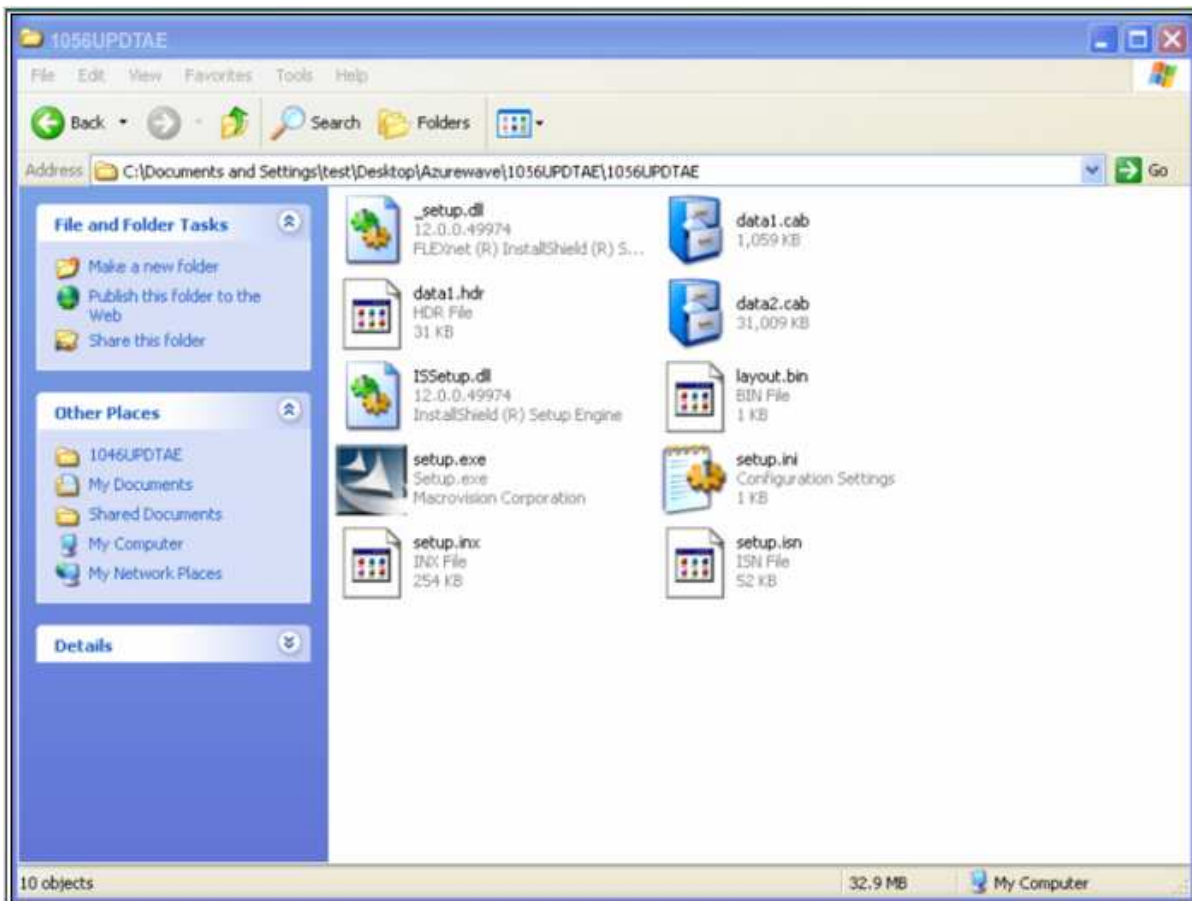 1056UPDTAE
File Edit View Favorites Tools Help
Back Search Folders
Address C:\Documents and Settings\test\Desktop\Azurewave\1056UPDTAE\1056UPDTAE Go
File and Folder Tasks
Make a new folder
Publish this folder to the
Web
Share this folder
Other Places
1046UPDTAE
My Documents
Shared Documents
My Computer
My Network Places
Details
_setup.dll
12.0.0.49974
FLEXnet (R) InstallShield (R) S...
data1.cab
1,059 KB
data1.hdr
HDR File
31 KB
data2.cab
31,009 KB
ISSetup.dll
12.0.0.49974
InstallShield (R) Setup Engine
layout.bin
BIN File
1 KB
setup.exe
Setup.exe
Macrovision Corporation
setup.ini
Configuration Settings
1 KB
setup.inx
INX File
254 KB
setup.isn
ISN File
52 KB
10 objects 32.9 MB My Computer